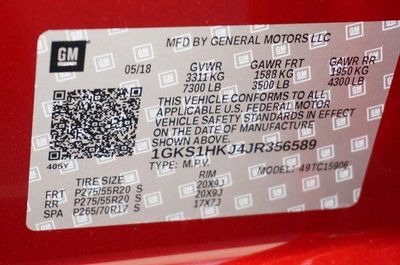 GM MFD BY GENERAL MOTORS LLC
05/18 GVWR GAWR FRT GAWR RR
3311 KG 1588 KG 1950 KG
7300 LB 3500 LB 4300 LB
THIS VEHICLE CONFORMS TO ALL
APPLICABLE U.S. FEDERAL MOTOR
VEHICLE SAFETY STANDARDS IN EFFECT
ON THE DATE OF MANUFACTURE SHOWN ABOVE.
1GKS1HKJ4JR356589
40SY TYPE: M.P.V. MODEL: 49TC15906
TIRE SIZE RIM
FRT P275/55R20 S 20X9J
RR P275/55R20 S 20X9J
SPA P265/70R17 S 17X7J